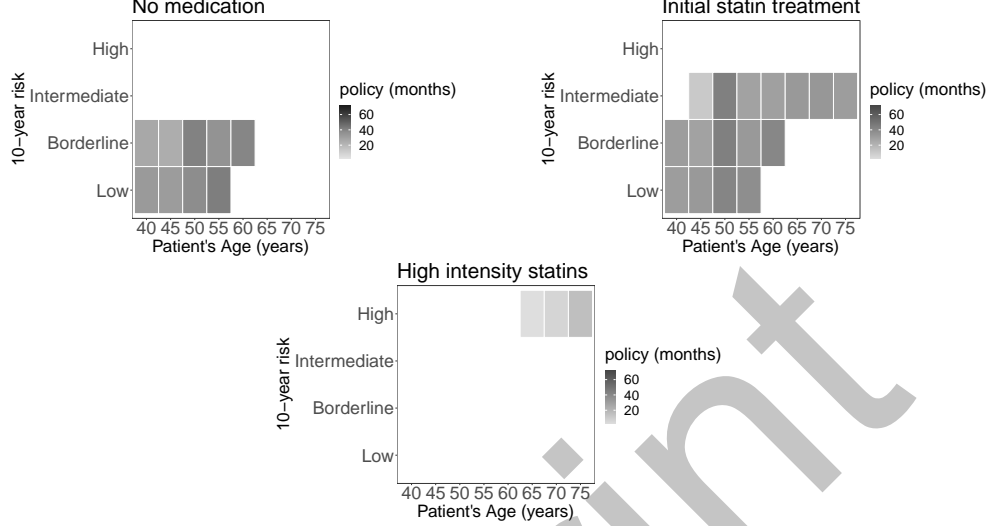 No medication
High
Intermediate
Borderline
Low
10−year risk
40 45 50 55 60 65 70 75
Patient's Age (years)
policy (months)
60
40
20
Initial statin treatment
High
Intermediate
Borderline
Low
10−year risk
40 45 50 55 60 65 70 75
Patient's Age (years)
policy (months)
60
40
20
High intensity statins
High
Intermediate
Borderline
Low
10−year risk
40 45 50 55 60 65 70 75
Patient's Age (years)
policy (months)
60
40
20
int